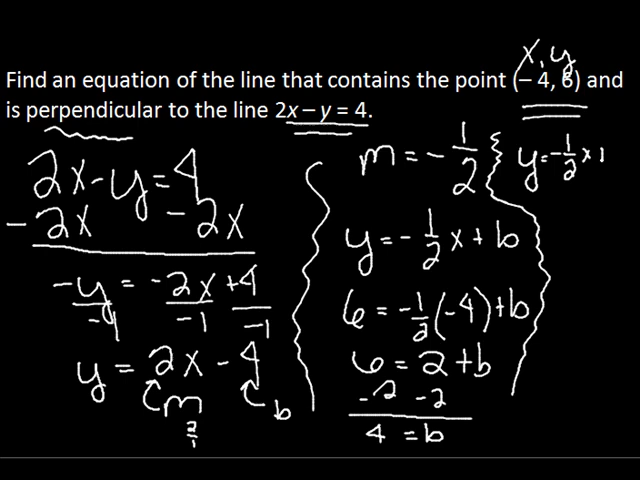 x, y
Find an equation of the line that contains the point (– 4, 6) and
is perpendicular to the line 2x – y = 4.
2x - y = 4
- 2x - 2x
-y = -2x + 4
-1 -1 -1
y = 2x - 4
m b
2/1
m = - 1/2
y = - 1/2 x + b
6 = - 1/2 (-4) + b
6 = 2 + b
-2 -2
4 = b
y = - 1/2 x